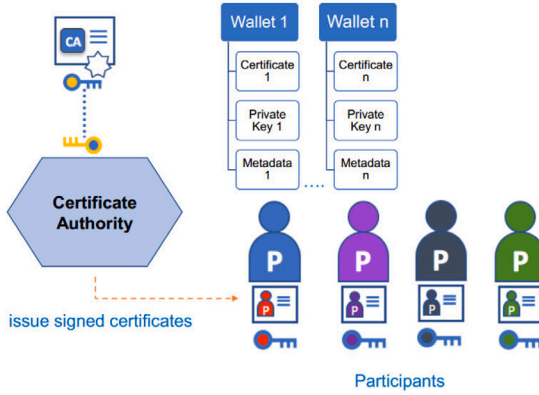 CA
Certificate
Authority
issue signed certificates
Wallet 1
Certificate
1
Private
Key 1
Metadata
1
....
Wallet n
Certificate
n
Private
Key n
Metadata
n
P
P
P
P
P
P
P
P
Participants